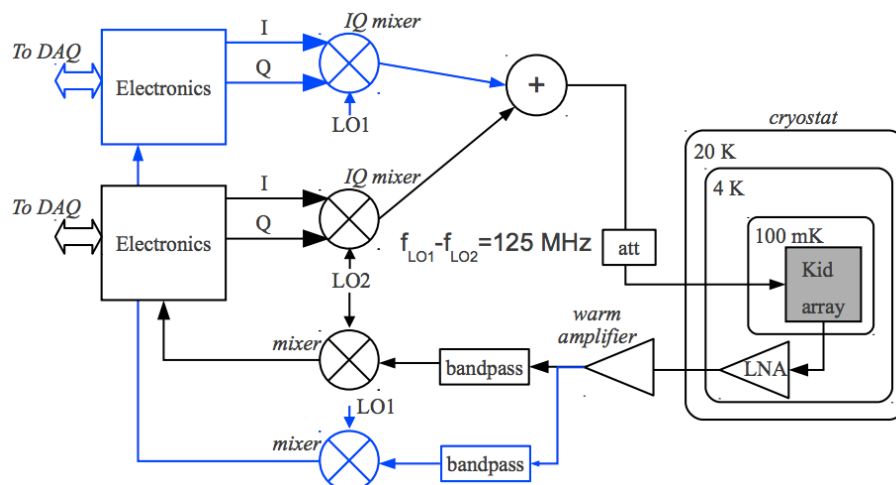 I
IQ mixer
To DAQ
Electronics
Q
LO1
+
cryostat
20 K
4 K
IQ mixer
I
To DAQ
Electronics
Q
fLO1-fLO2=125 MHz
att
100 mK
Kid
array
LO2
warm
amplifier
mixer
bandpass
LNA
LO1
mixer
bandpass